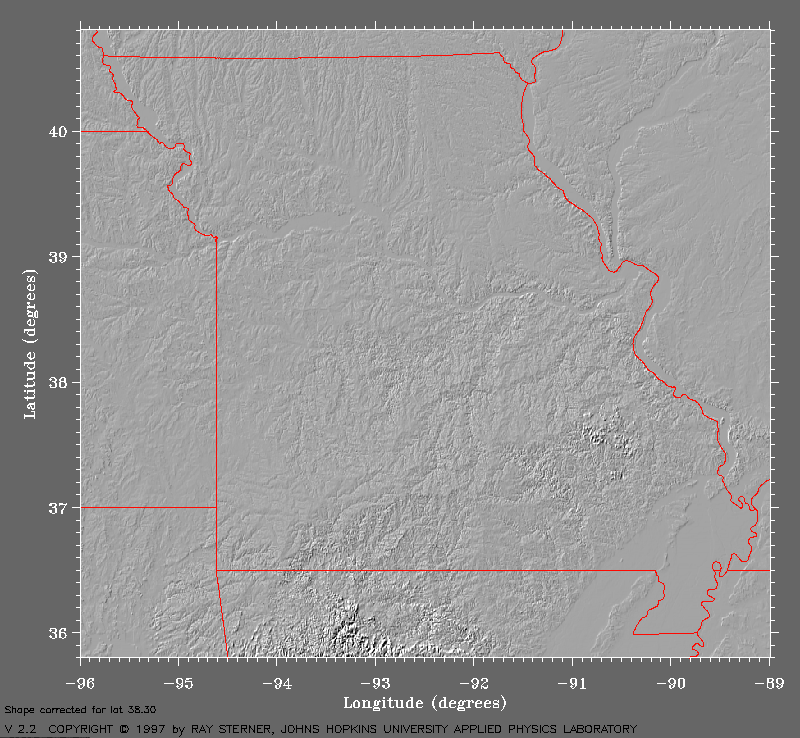 40
39
38
37
36
Latitude (degrees)
-96 -95 -94 -93 -92 -91 -90 -89
Longitude (degrees)
Shape corrected for lat 38.30
V 2.2 COPYRIGHT © 1997 by RAY STERNER, JOHNS HOPKINS UNIVERSITY APPLIED PHYSICS LABORATORY